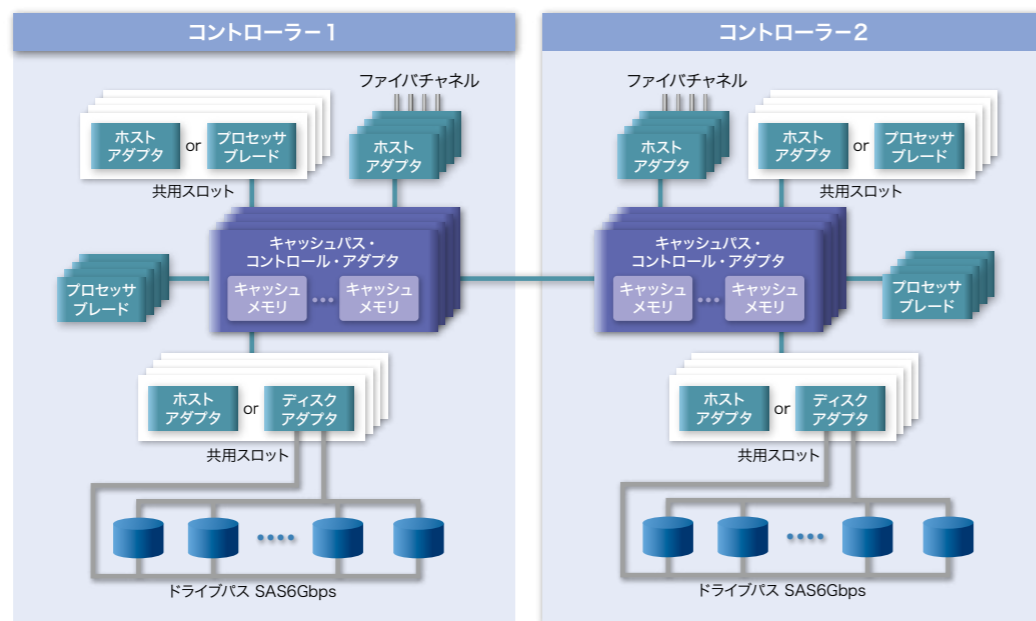 コントローラー1
ファイバチャネル
ホスト
アダプタ
or
プロセッサ
ブレード
共用スロット
ホスト
アダプタ
キャッシュパス・
コントロール・アダプタ
キャッシュ
メモリ
キャッシュ
メモリ
プロセッサ
ブレード
ホスト
アダプタ
or
ディスク
アダプタ
共用スロット
ドライブパス SAS6Gbps
コントローラー2
ファイバチャネル
ホスト
アダプタ
ホスト
アダプタ
or
プロセッサ
ブレード
共用スロット
キャッシュパス・
コントロール・アダプタ
キャッシュ
メモリ
キャッシュ
メモリ
プロセッサ
ブレード
ホスト
アダプタ
or
ディスク
アダプタ
共用スロット
ドライブパス SAS6Gbps